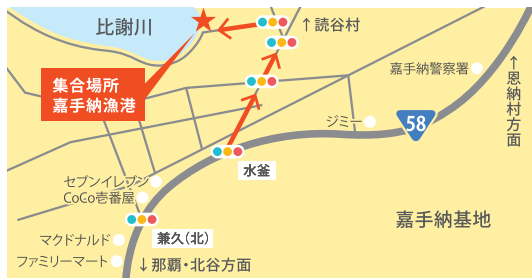 比謝川
↑読谷村
集合場所
嘉手納漁港
嘉手納警察署
↑恩納村方面
ジミー
58
水釜
セブンイレブン
CoCo壱番屋
嘉手納基地
兼久(北)
マクドナルド
ファミリーマート
↓那覇・北谷方面